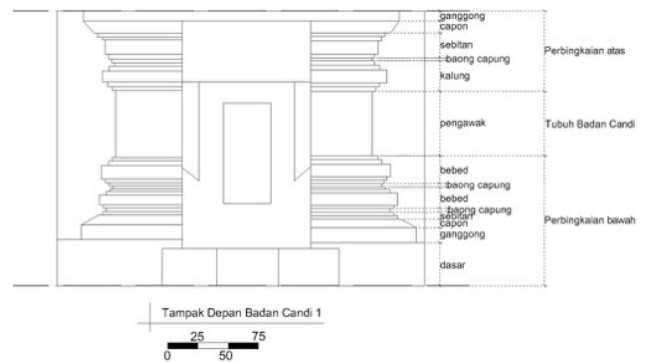 ganggong
capon
sebitan
baong capung
kalung
Perbingkaian atas
pengawak
Tubuh Badan Candi
bebed
baong capung
bebed
baong capung
sebitan
capon
ganggong
Perbingkaian bawah
dasar
Tampak Depan Badan Candi 1
25 75
0 50